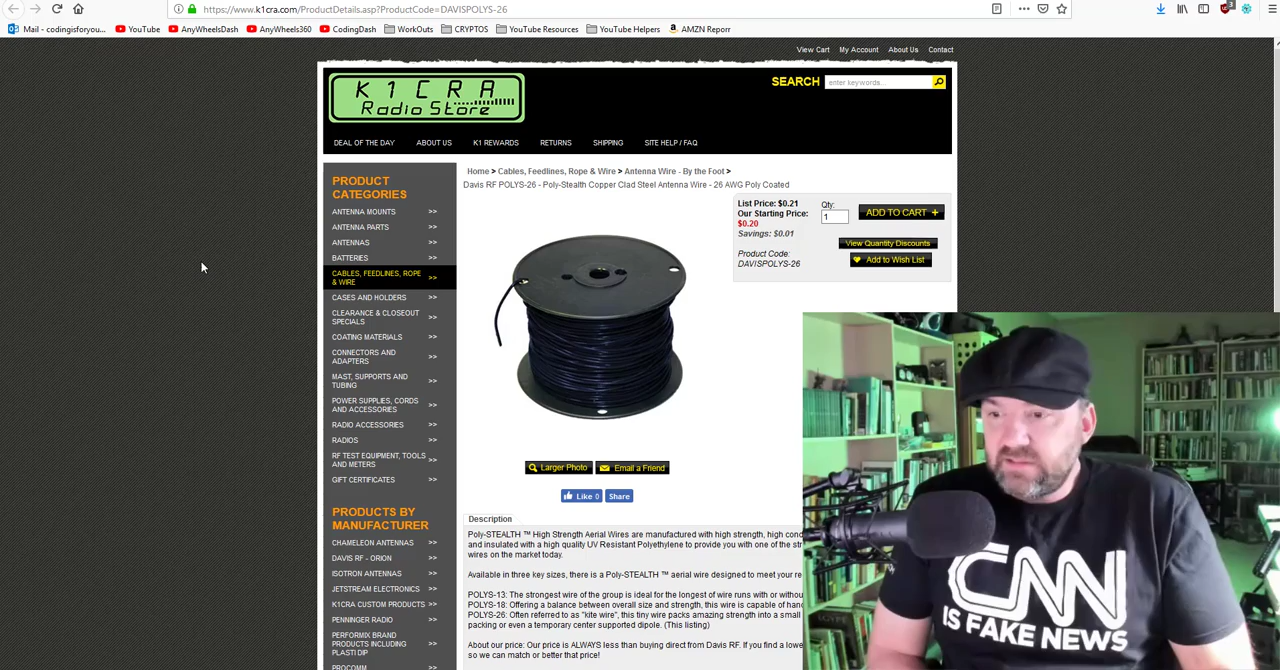 https://www.k1cra.com/ProductDetails.asp?ProductCode=DAVISPOLYS-26
Mail - codingisforyou...
YouTube
AnyWheelsDash
AnyWheels360
CodingDash
WorkOuts
CRYPTOS
YouTube Resources
YouTube Helpers
AMZN Reporr
View Cart
My Account
About Us
Contact
K1CRA
Radio Store
SEARCH
enter keywords...
DEAL OF THE DAY
ABOUT US
K1 REWARDS
RETURNS
SHIPPING
SITE HELP / FAQ
PRODUCT
CATEGORIES
ANTENNA MOUNTS >>
ANTENNA PARTS >>
ANTENNAS >>
BATTERIES >>
CABLES, FEEDLINES, ROPE
& WIRE >>
CASES AND HOLDERS >>
CLEARANCE & CLOSEOUT
SPECIALS >>
COATING MATERIALS >>
CONNECTORS AND
ADAPTERS >>
MAST, SUPPORTS AND
TUBING >>
POWER SUPPLIES, CORDS
AND ACCESSORIES >>
RADIO ACCESSORIES >>
RADIOS >>
RF TEST EQUIPMENT, TOOLS
AND METERS >>
GIFT CERTIFICATES >>
PRODUCTS BY
MANUFACTURER
CHAMELEON ANTENNAS >>
DAVIS RF - ORION >>
ISOTRON ANTENNAS >>
JETSTREAM ELECTRONICS >>
K1CRA CUSTOM PRODUCTS >>
PENNINGER RADIO >>
PERFORMIX BRAND
PRODUCTS INCLUDING
PLASTI DIP >>
PROCOMM >>
Home > Cables, Feedlines, Rope & Wire > Antenna Wire - By the Foot >
Davis RF POLYS-26 - Poly-Stealth Copper Clad Steel Antenna Wire - 26 AWG Poly Coated
List Price: $0.21
Our Starting Price:
$0.20
Savings: $0.01
Product Code:
DAVISPOLYS-26
Qty:
1
ADD TO CART +
View Quantity Discounts
Add to Wish List
Larger Photo
Email a Friend
Like 0
Share
Description
Poly-STEALTH ™ High Strength Aerial Wires are manufactured with high strength, high cond
and insulated with a high quality UV Resistant Polyethylene to provide you with one of the str
wires on the market today.
Available in three key sizes, there is a Poly-STEALTH ™ aerial wire designed to meet your re
POLYS-13: The strongest wire of the group is ideal for the longest of wire runs with or withou
POLYS-18: Offering a balance between overall size and strength, this wire is capable of han
POLYS-26: Often referred to as "kite wire", this tiny wire packs amazing strength into a small
packing or even a temporary center supported dipole. (This listing)
About our price: Our price is ALWAYS less than buying direct from Davis RF. If you find a lowe
so we can match or better that price!
CNN
IS FAKE NEWS